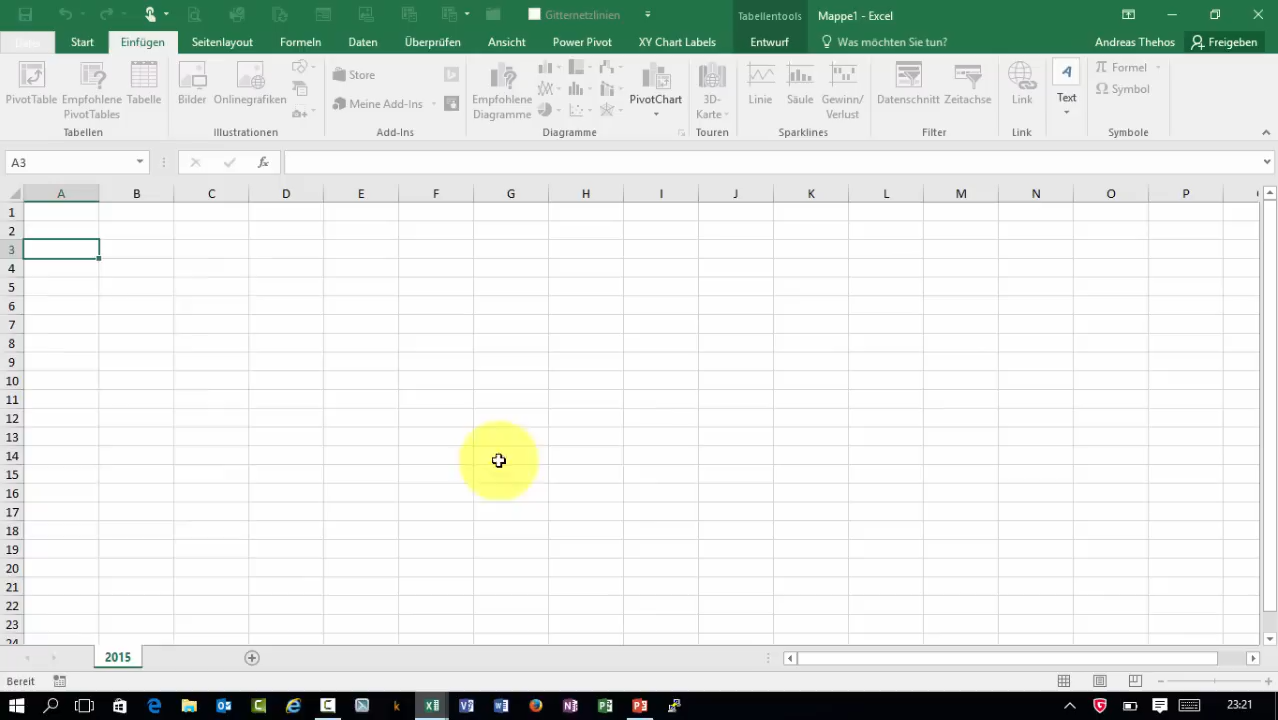 Gitternetzlinien
Tabellentools
Mappe1 - Excel
Datei
Start
Einfügen
Seitenlayout
Formeln
Daten
Überprüfen
Ansicht
Power Pivot
XY Chart Labels
Entwurf
Was möchten Sie tun?
Andreas Thehos
Freigeben
PivotTable
Empfohlene
PivotTables
Tabelle
Tabellen
Bilder
Onlinegrafiken
Illustrationen
Store
Meine Add-Ins
Add-Ins
Empfohlene
Diagramme
PivotChart
Diagramme
3D-
Karte
Touren
Linie
Säule
Gewinn/
Verlust
Sparklines
Datenschnitt
Zeitachse
Filter
Link
Link
A
Text
π Formel
Ω Symbol
Symbole
A3
fx
A B C D E F G H I J K L M N O P
1
2
3
4
5
6
7
8
9
10
11
12
13
14
15
16
17
18
19
20
21
22
23
24
2015
Bereit
23:21